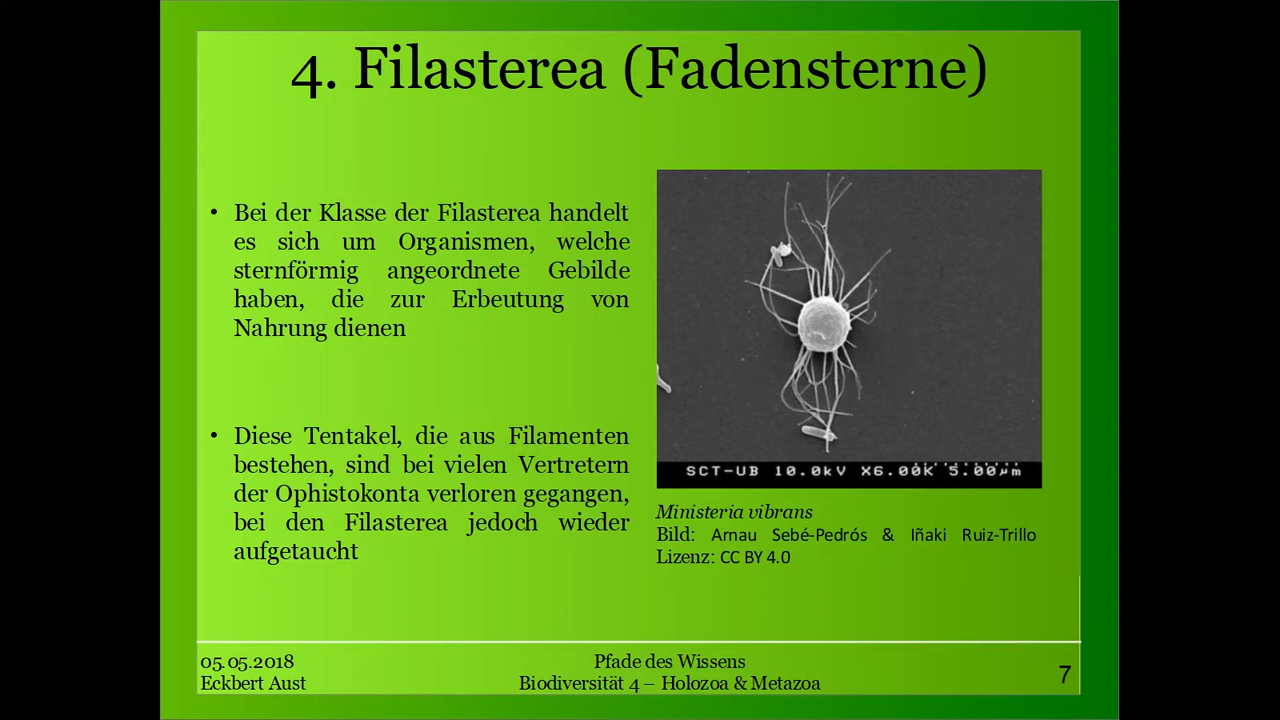 4. Filasterea (Fadensterne)
• Bei der Klasse der Filasterea handelt
es sich um Organismen, welche
sternförmig angeordnete Gebilde
haben, die zur Erbeutung von
Nahrung dienen
• Diese Tentakel, die aus Filamenten
bestehen, sind bei vielen Vertretern
der Ophistokonta verloren gegangen,
bei den Filasterea jedoch wieder
aufgetaucht
SCT-UB 10.0kV X6.00K 5.00µm
Ministeria vibrans
Bild: Arnau Sebé-Pedrós & Iñaki Ruiz-Trillo
Lizenz: CC BY 4.0
05.05.2018
Eckbert Aust
Pfade des Wissens
Biodiversität 4 – Holozoa & Metazoa
7